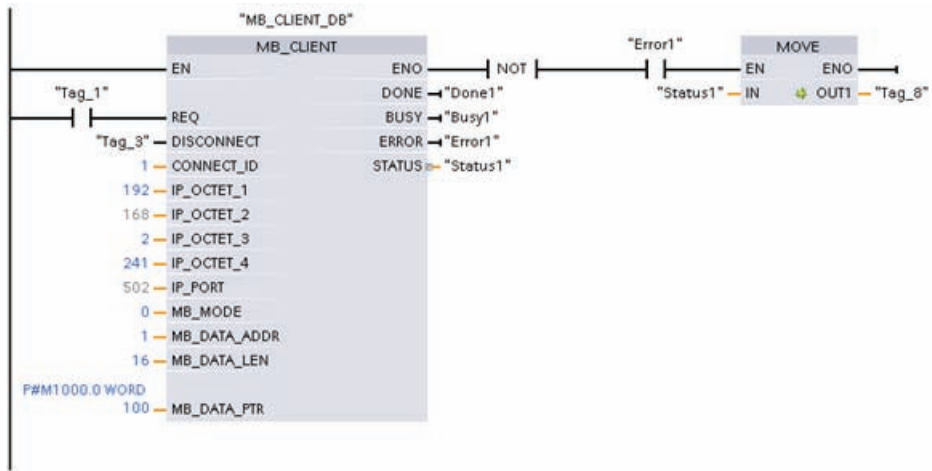 "MB_CLIENT_DB"
MB_CLIENT
"Error1"
MOVE
EN ENO NOT EN ENO
"Tag_1" DONE "Done1" "Status1" IN OUT1 "Tag_8"
REQ BUSY "Busy1"
"Tag_3" DISCONNECT ERROR "Error1"
1 CONNECT_ID STATUS "Status1"
192 IP_OCTET_1
168 IP_OCTET_2
2 IP_OCTET_3
241 IP_OCTET_4
502 IP_PORT
0 MB_MODE
1 MB_DATA_ADDR
16 MB_DATA_LEN
P#M1000.0 WORD
100 MB_DATA_PTR